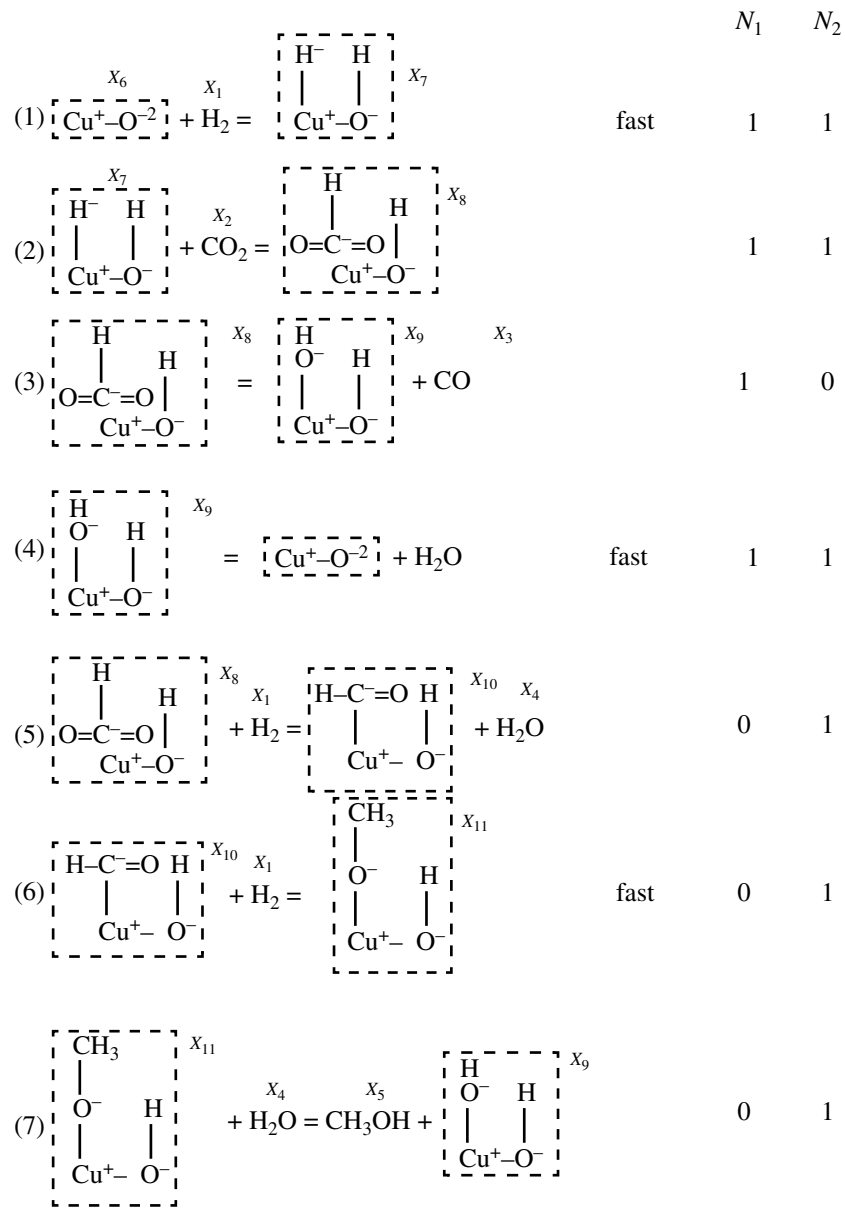 N₁ N₂
X₆ X₁ H⁻ H X₇
(1) Cu⁺–O⁻² + H₂ = Cu⁺–O⁻ fast 1 1
X₇ H X₈
H⁻ H X₂ H
(2) + CO₂ = O=C⁻=O 1 1
Cu⁺–O⁻ Cu⁺–O⁻
H X₈ H X₉ X₃
H O⁻ H
(3) O=C⁻=O = + CO 1 0
Cu⁺–O⁻ Cu⁺–O⁻
H X₉
O⁻ H
(4) = Cu⁺–O⁻² + H₂O fast 1 1
Cu⁺–O⁻
H X₈ X₁₀
H X₁ H–C⁻=O H X₄
(5) O=C⁻=O + H₂ = + H₂O 0 1
Cu⁺–O⁻ Cu⁺– O⁻
CH₃ X₁₁
H–C⁻=O H X₁₀ X₁ O⁻ H
(6) + H₂ = fast 0 1
Cu⁺– O⁻ Cu⁺– O⁻
CH₃ X₁₁ H X₉
O⁻ H X₄ X₅ O⁻ H
(7) + H₂O = CH₃OH + 0 1
Cu⁺– O⁻ Cu⁺–O⁻